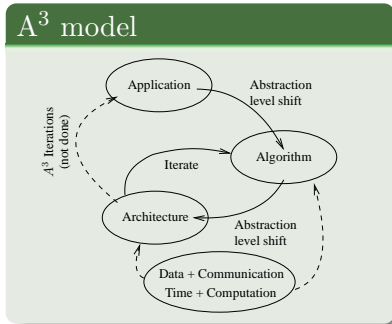 A³ model
Application
Abstraction
level shift
A³ Iterations
(not done)
Iterate
Algorithm
Architecture
Abstraction
level shift
Data + Communication
Time + Computation